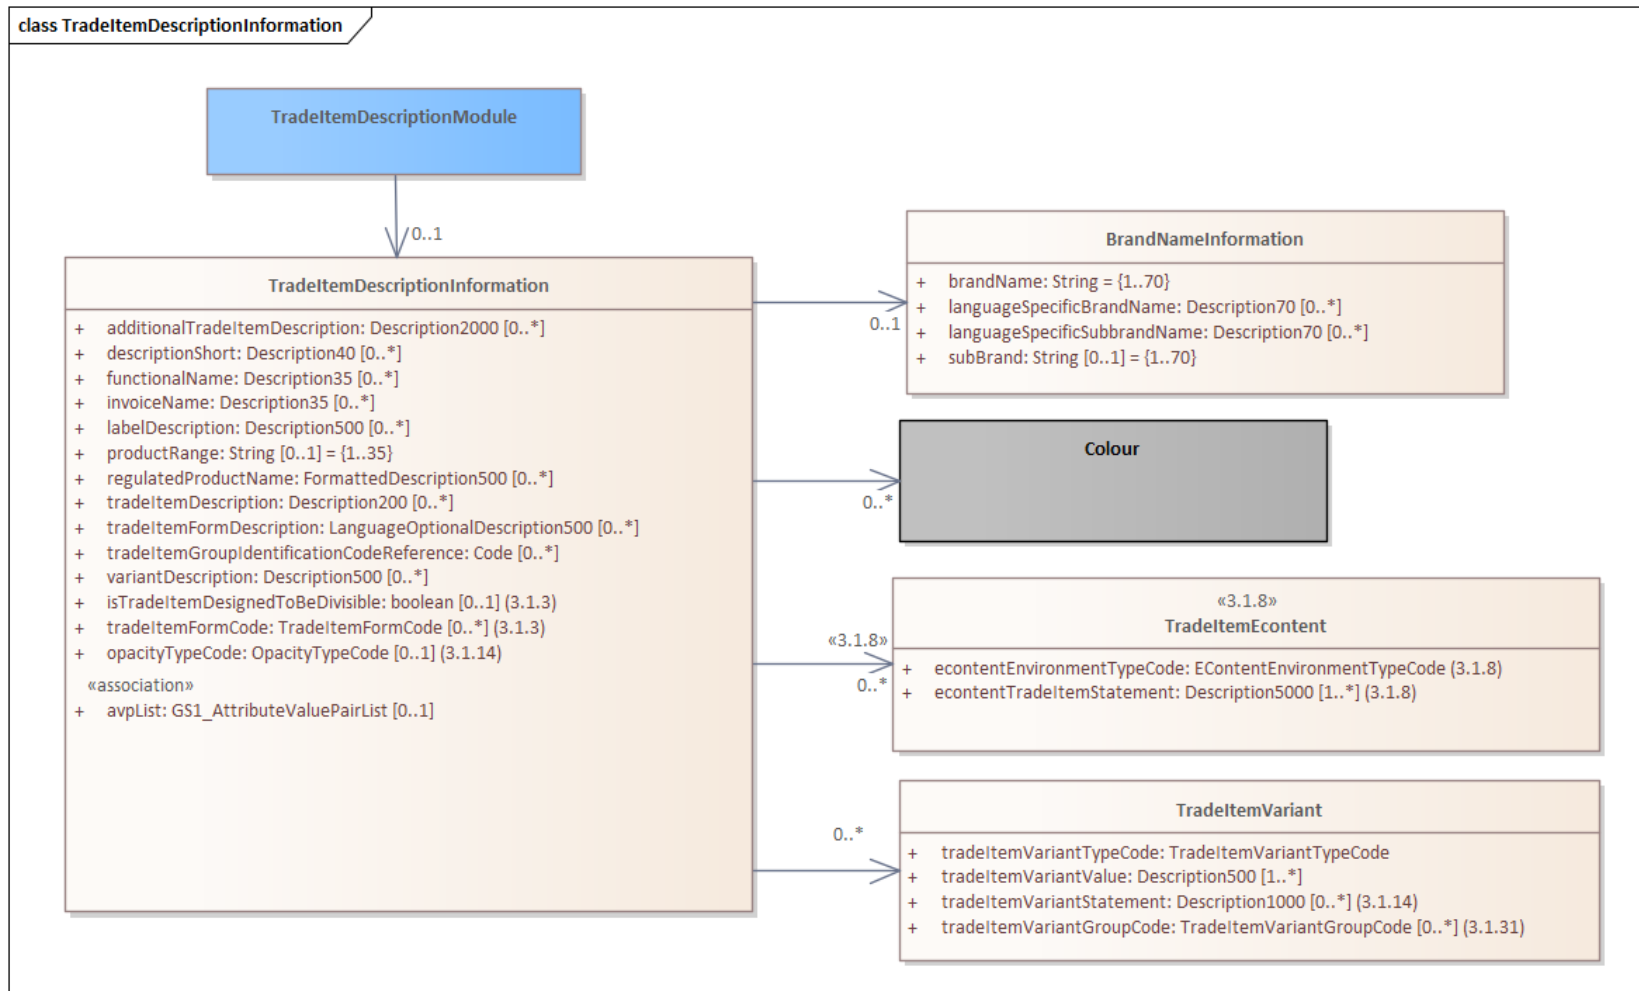 class TradeItemDescriptionInformation
TradeItemDescriptionModule
0..1
TradeItemDescriptionInformation
+ additionalTradeItemDescription: Description2000 [0..*]
+ descriptionShort: Description40 [0..*]
+ functionalName: Description35 [0..*]
+ invoiceName: Description35 [0..*]
+ labelDescription: Description500 [0..*]
+ productRange: String [0..1] = {1..35}
+ regulatedProductName: FormattedDescription500 [0..*]
+ tradeItemDescription: Description200 [0..*]
+ tradeItemFormDescription: LanguageOptionalDescription500 [0..*]
+ tradeItemGroupIdentificationCodeReference: Code [0..*]
+ variantDescription: Description500 [0..*]
+ isTradeItemDesignedToBeDivisible: boolean [0..1] (3.1.3)
+ tradeItemFormCode: TradeItemFormCode [0..*] (3.1.3)
+ opacityTypeCode: OpacityTypeCode [0..1] (3.1.14)
«association»
+ avpList: GS1_AttributeValuePairList [0..1]
0..1
BrandNameInformation
+ brandName: String = {1..70}
+ languageSpecificBrandName: Description70 [0..*]
+ languageSpecificSubbrandName: Description70 [0..*]
+ subBrand: String [0..1] = {1..70}
0..*
Colour
«3.1.8»
0..*
«3.1.8»
TradeItemEcontent
+ econtentEnvironmentTypeCode: EContentEnvironmentTypeCode (3.1.8)
+ econtentTradeItemStatement: Description5000 [1..*] (3.1.8)
0..*
TradeItemVariant
+ tradeItemVariantTypeCode: TradeItemVariantTypeCode
+ tradeItemVariantValue: Description500 [1..*]
+ tradeItemVariantStatement: Description1000 [0..*] (3.1.14)
+ tradeItemVariantGroupCode: TradeItemVariantGroupCode [0..*] (3.1.31)